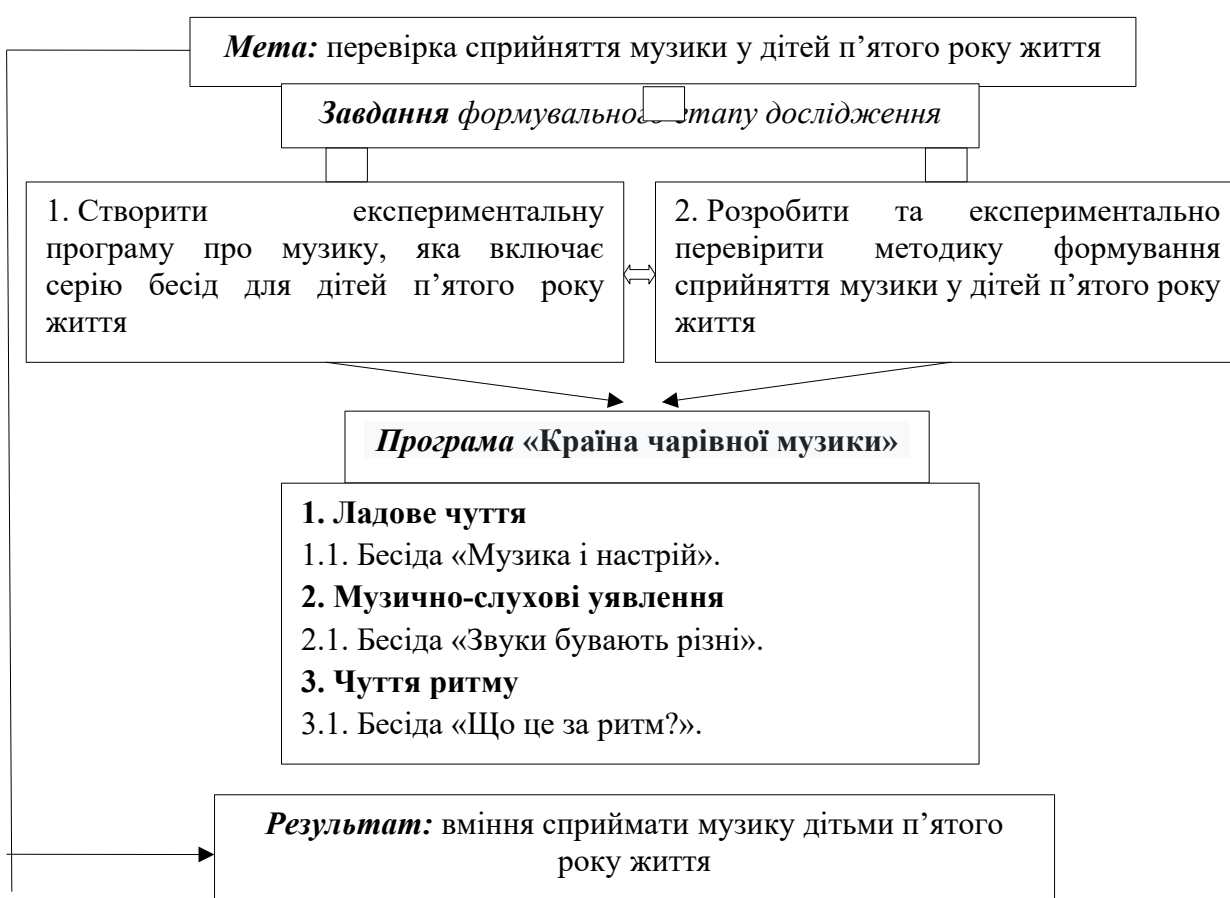 Мета: перевірка сприйняття музики у дітей п’ятого року життя
Завдання формувального етапу дослідження
1. Створити експериментальну
програму про музику, яка включає
серію бесід для дітей п’ятого року
життя
2. Розробити та експериментально
перевірити методику формування
сприйняття музики у дітей п’ятого року
життя
Програма «Країна чарівної музики»
1. Ладове чуття
1.1. Бесіда «Музика і настрій».
2. Музично-слухові уявлення
2.1. Бесіда «Звуки бувають різні».
3. Чуття ритму
3.1. Бесіда «Що це за ритм?».
Результат: вміння сприймати музику дітьми п’ятого
року життя